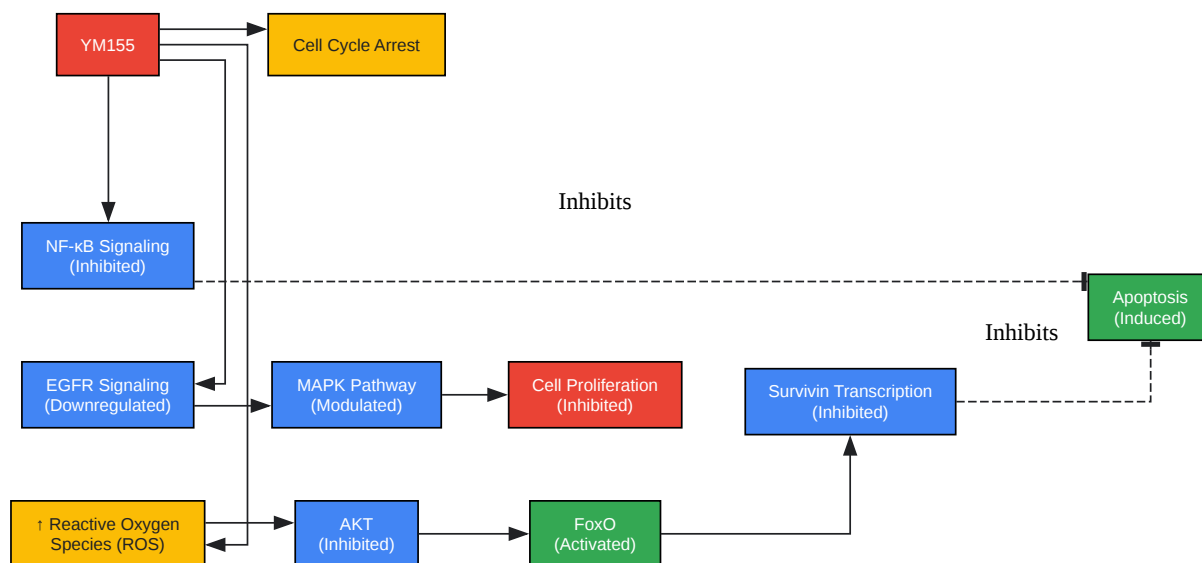 YM155
Cell Cycle Arrest
Inhibits
NF-κB Signaling
(Inhibited)
Apoptosis
(Induced)
Inhibits
EGFR Signaling
(Downregulated)
MAPK Pathway
(Modulated)
Cell Proliferation
(Inhibited)
Survivin Transcription
(Inhibited)
↑ Reactive Oxygen
Species (ROS)
AKT
(Inhibited)
FoxO
(Activated)